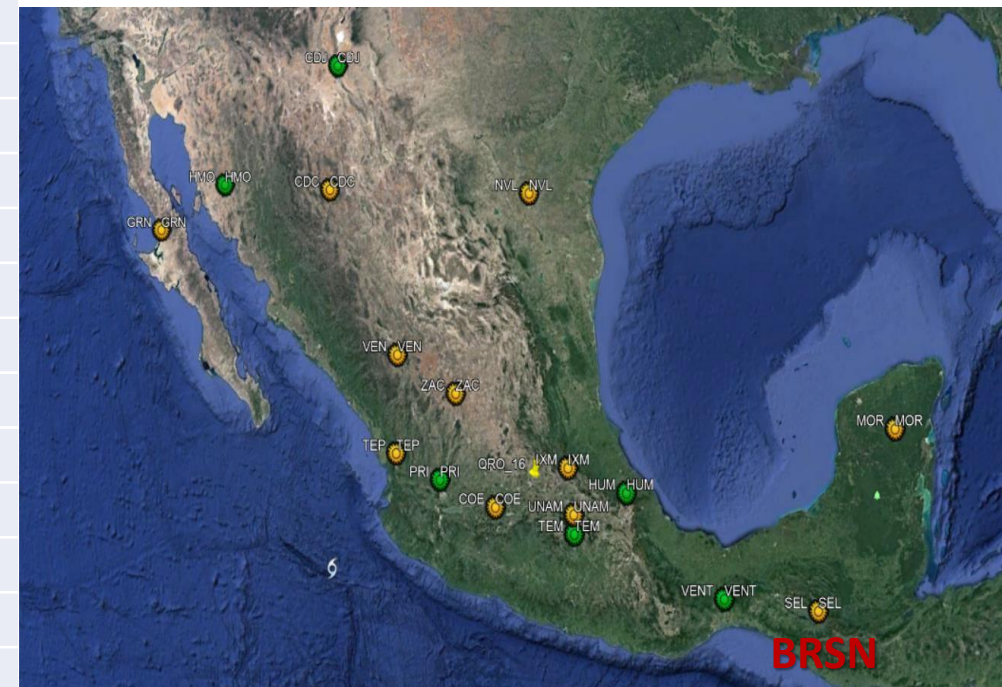 CDJ CDJ
HMO HMO
CDC CDC
NVL NVL
GRN GRN
VEN VEN
ZAC ZAC
MOR MOR
TEP TEP
PRI PRI
QRO_16
IXM IXM
HUM HUM
COE COE
UNAM UNAM
TEM TEM
VENT VENT
SEL SEL
BRSN